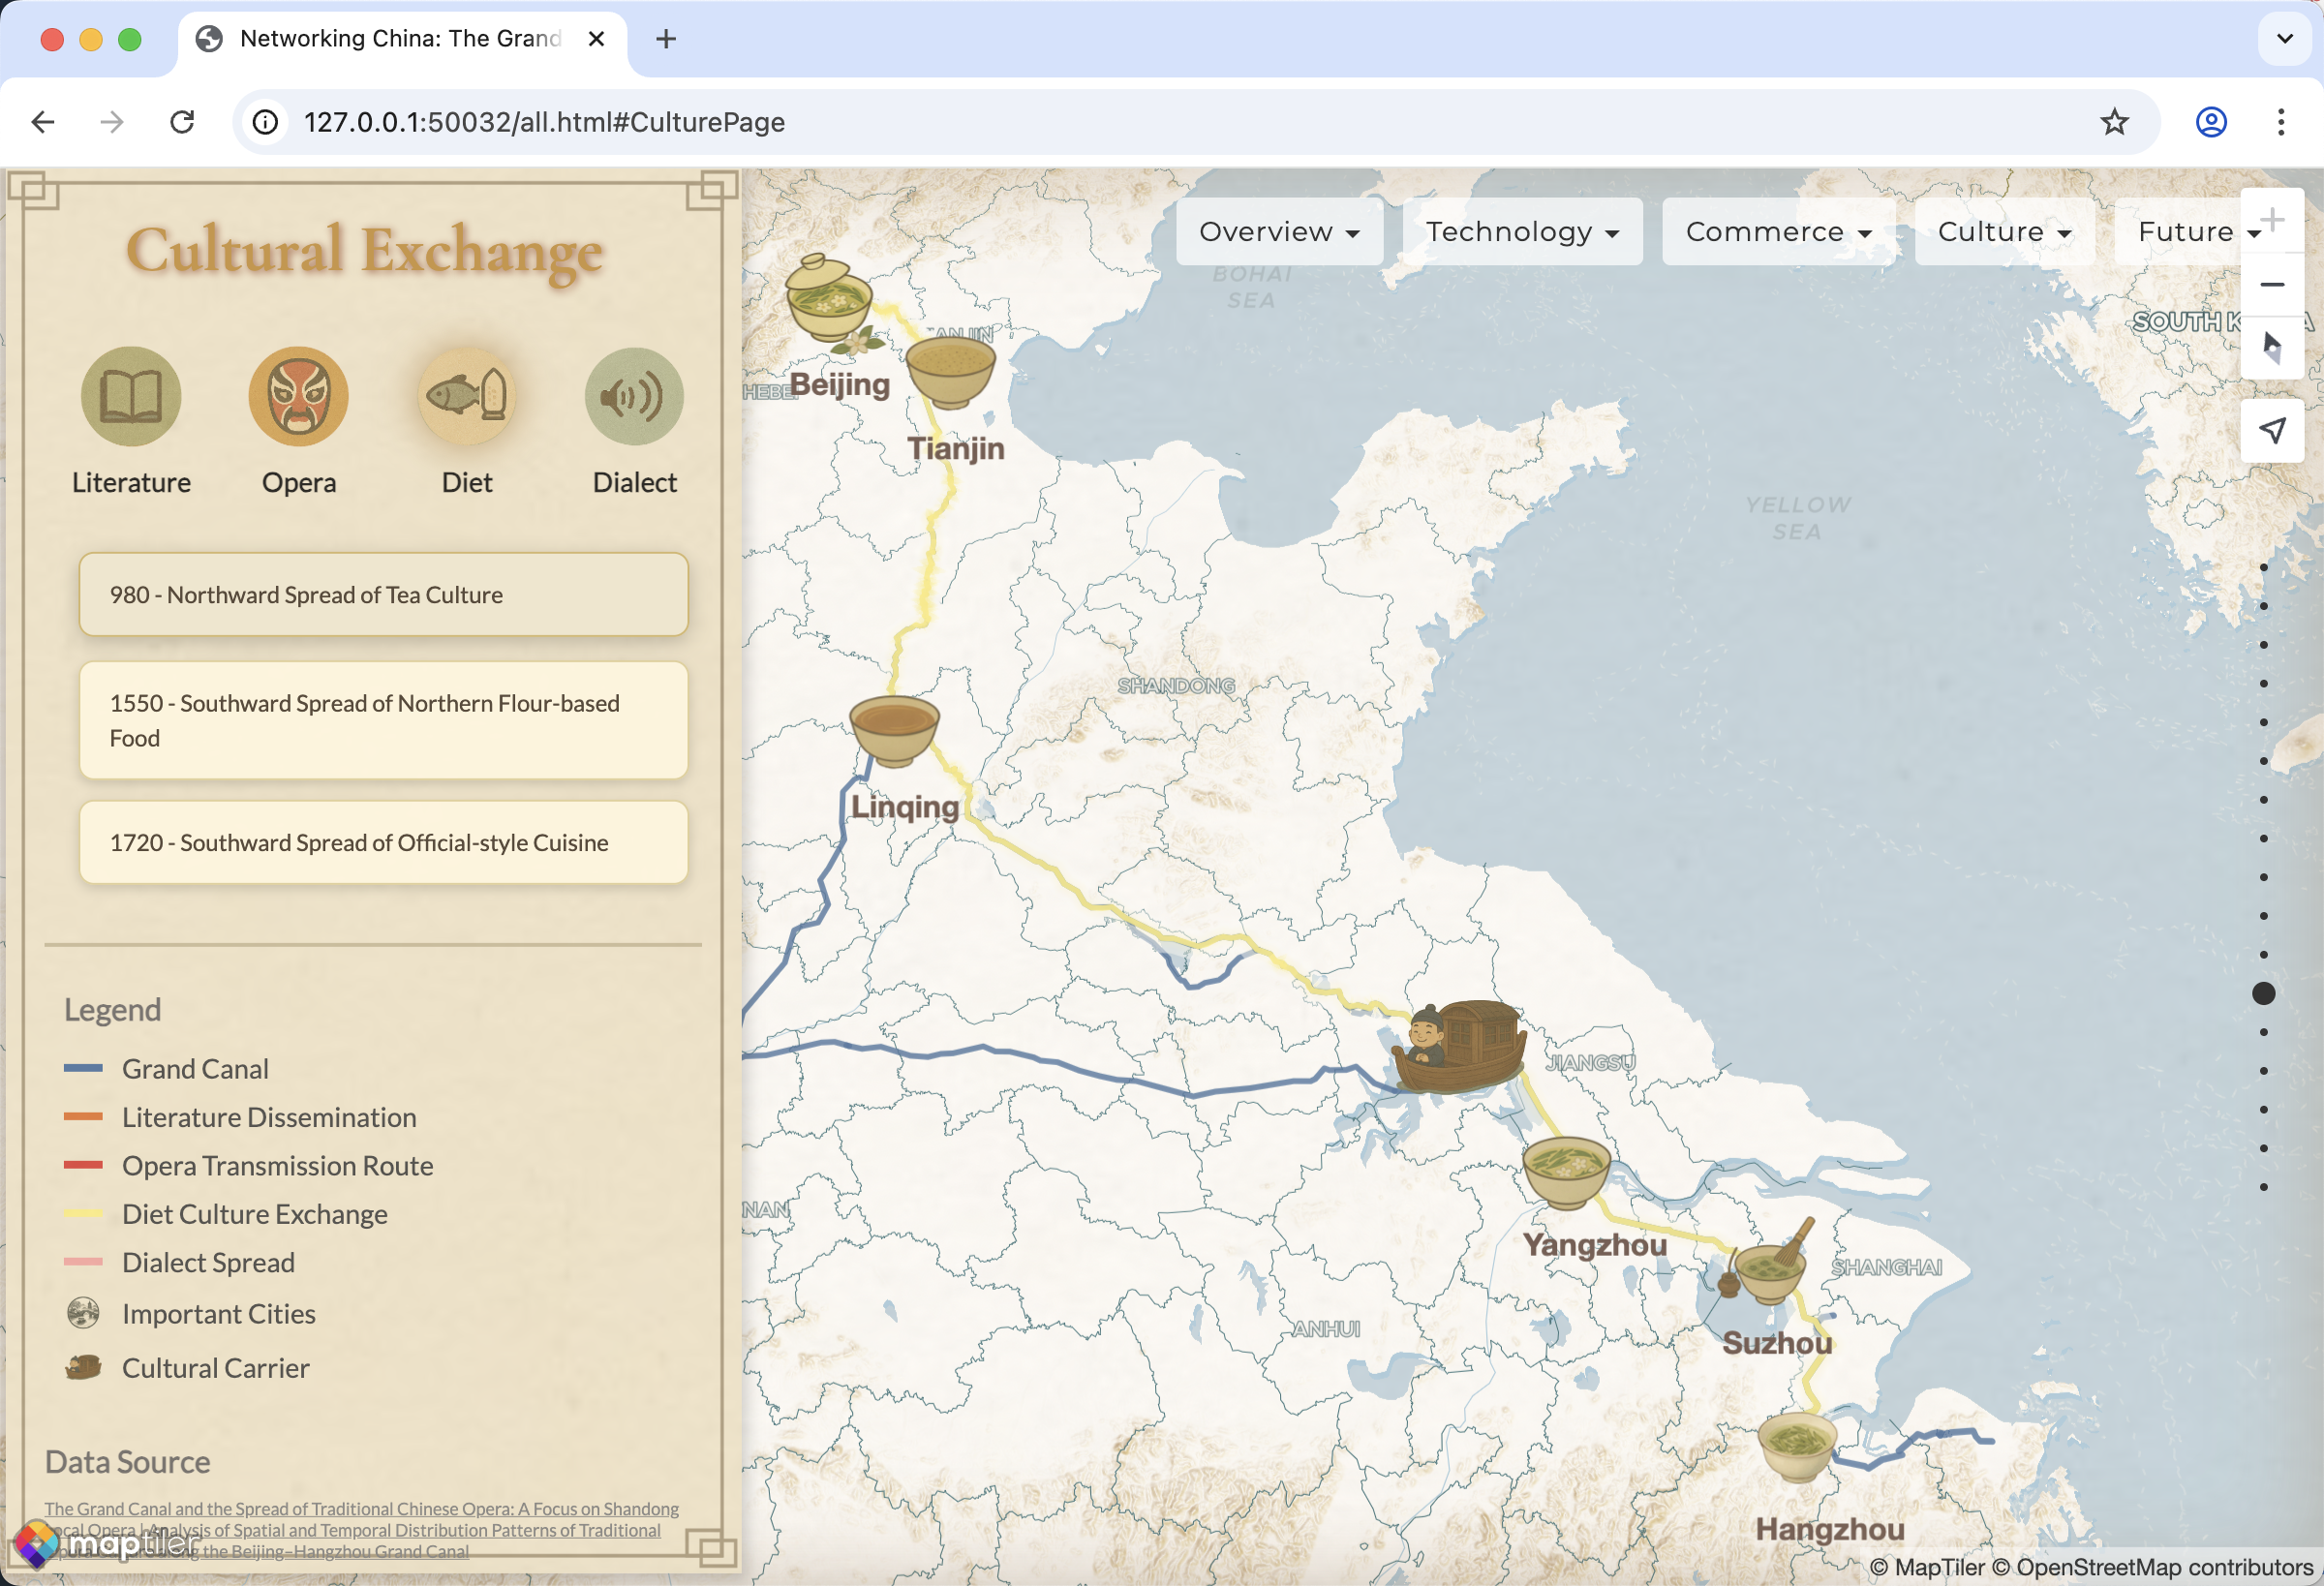 Networking China: The Grand
127.0.0.1:50032/all.html#CulturePage
Overview
Technology
Commerce
Culture
Future
Cultural Exchange
Literature
Opera
Diet
Dialect
980 - Northward Spread of Tea Culture
1550 - Southward Spread of Northern Flour-based
Food
1720 - Southward Spread of Official-style Cuisine
Legend
Grand Canal
Literature Dissemination
Opera Transmission Route
Diet Culture Exchange
Dialect Spread
Important Cities
Cultural Carrier
Data Source
The Grand Canal and the Spread of Traditional Chinese Opera: A Focus on Shandong
Opera Analysis of Spatial and Temporal Distribution Patterns of Traditional
along the Beijing–Hangzhou Grand Canal
maptiler
BOHAI
SEA
SOUTH
Beijing
Tianjin
YELLOW
SEA
SHANDONG
Linqing
JIANGSU
Yangzhou
SHANGHAI
ANHUI
Suzhou
Hangzhou
© MapTiler © OpenStreetMap contributors